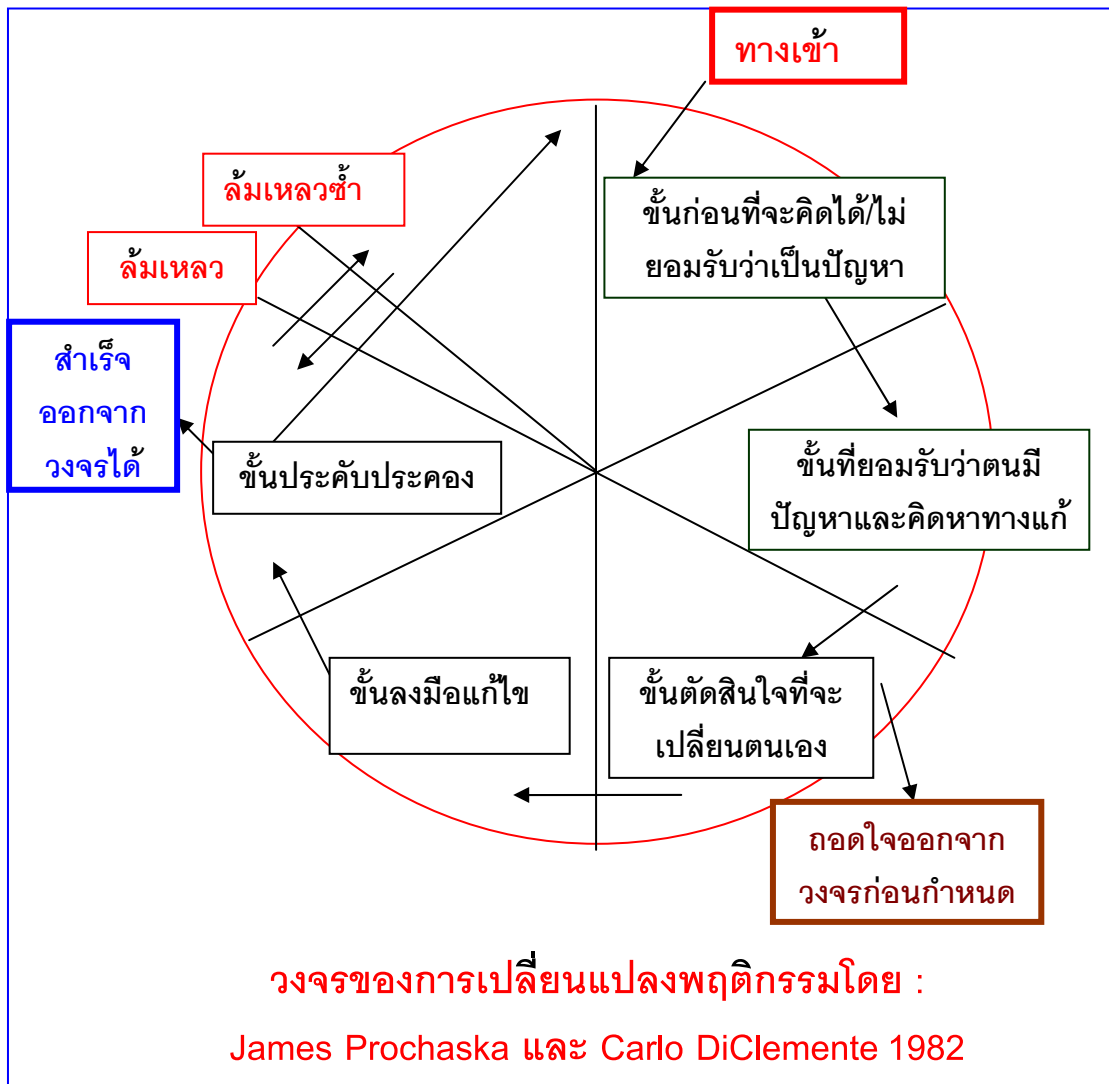 ทางเข้า
ล้มเหลวซ้ำ
ขั้นก่อนที่จะคิดได้/ไม่
ยอมรับว่าเป็นปัญหา
ล้มเหลว
สำเร็จ
ออกจาก
วงจรได้
ขั้นประคับประคอง
ขั้นที่ยอมรับว่าตนมี
ปัญหาและคิดหาทางแก้
ขั้นลงมือแก้ไข
ขั้นตัดสินใจที่จะ
เปลี่ยนตนเอง
ถอดใจออกจาก
วงจรก่อนกำหนด
วงจรของการเปลี่ยนแปลงพฤติกรรมโดย :
James Prochaska และ Carlo DiClemente 1982